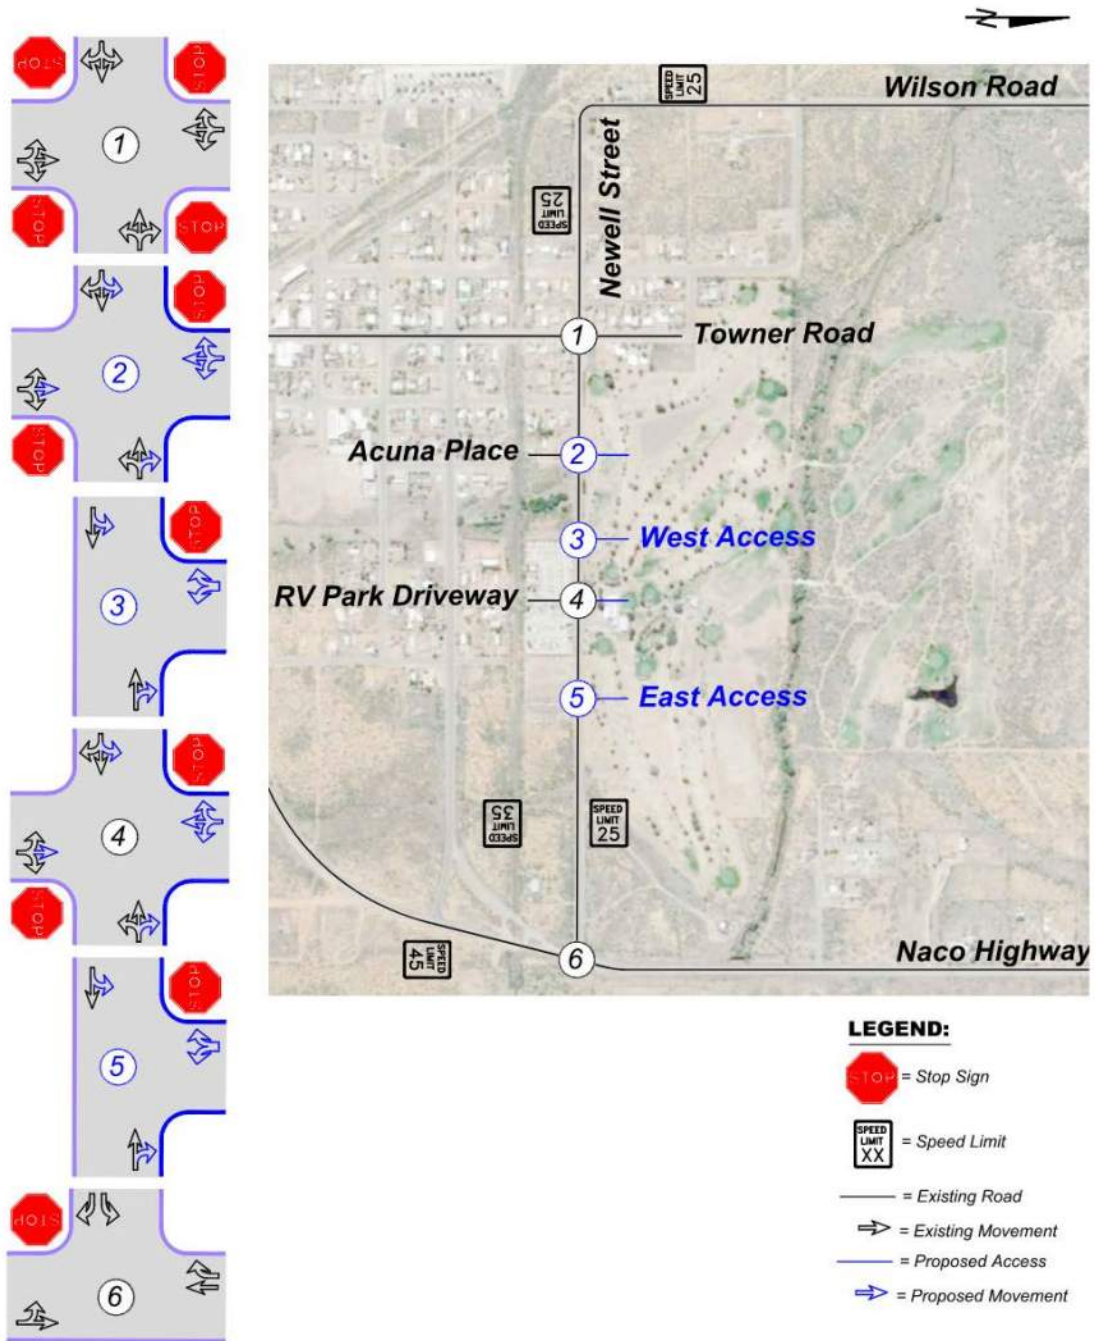 N
STOP
STOP
1
STOP
STOP
STOP
2
STOP
STOP
3
STOP
4
STOP
STOP
5
STOP
6
SPEED
LIMIT
25
Wilson Road
Newell Street
SPEED
LIMIT
25
1
Towner Road
Acuna Place
2
3
West Access
RV Park Driveway
4
5
East Access
SPEED
LIMIT
35
SPEED
LIMIT
25
6
SPEED
LIMIT
45
Naco Highway
LEGEND:
STOP = Stop Sign
SPEED
LIMIT
XX
= Speed Limit
= Existing Road
= Existing Movement
= Proposed Access
= Proposed Movement